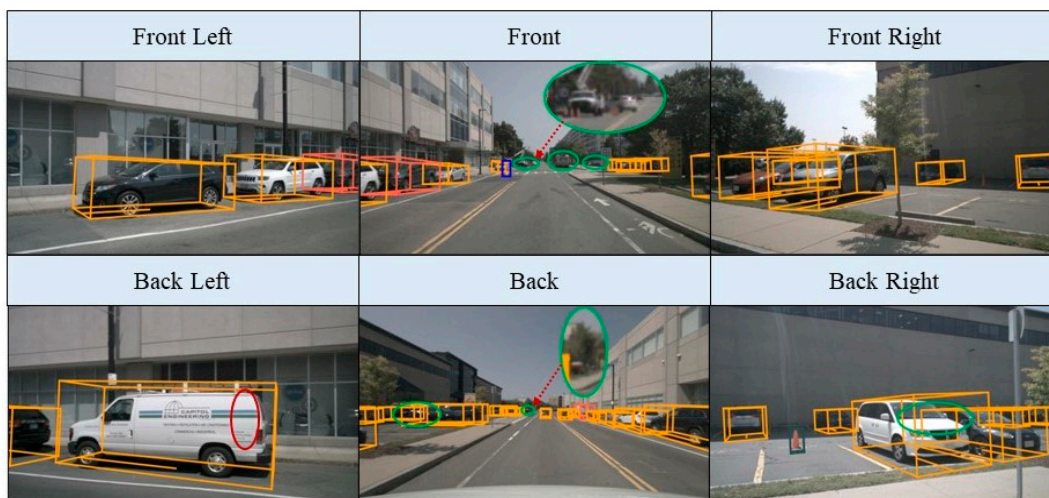 Front Left
Front
Front Right
Back Left
Back
Back Right
CAPITOL
ENGINEERING